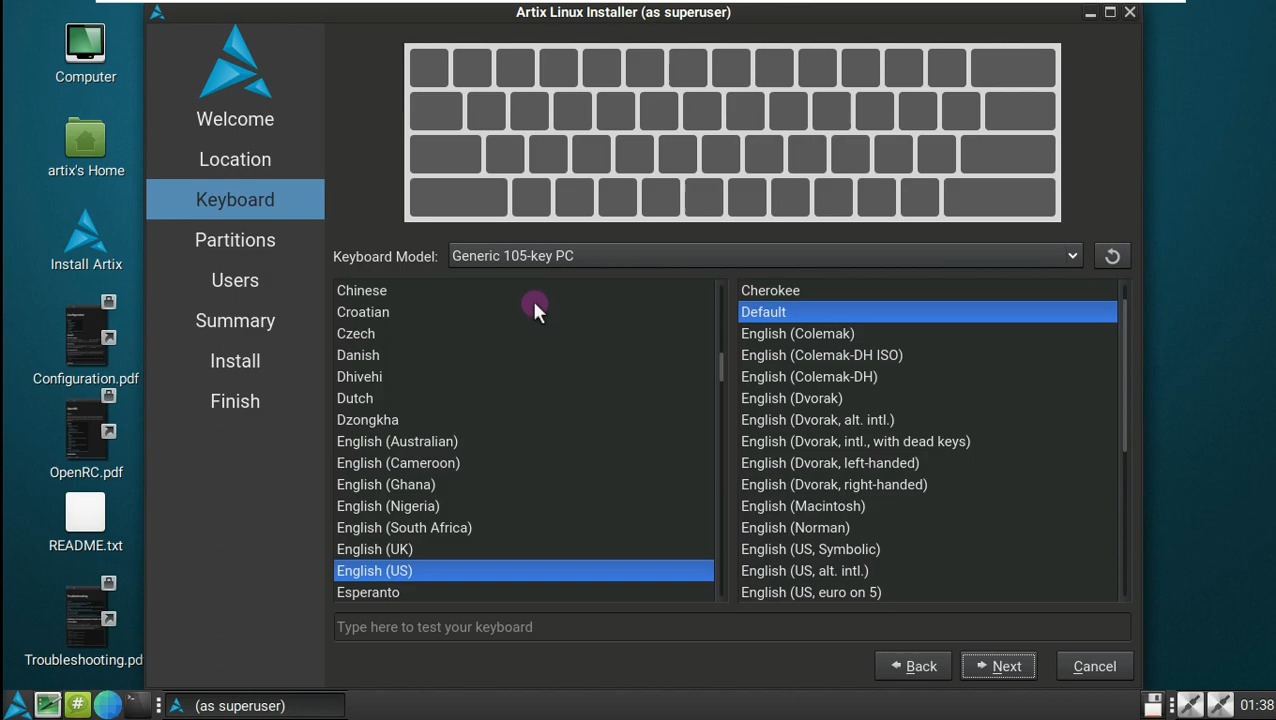 Artix Linux Installer (as superuser)
Computer
artix's Home
Install Artix
Configuration.pdf
OpenRC.pdf
README.txt
Troubleshooting.pd
Welcome
Location
Keyboard
Partitions
Users
Summary
Install
Finish
Keyboard Model:
Generic 105-key PC
Chinese
Croatian
Czech
Danish
Dhivehi
Dutch
Dzongkha
English (Australian)
English (Cameroon)
English (Ghana)
English (Nigeria)
English (South Africa)
English (UK)
English (US)
Esperanto
Cherokee
Default
English (Colemak)
English (Colemak-DH ISO)
English (Colemak-DH)
English (Dvorak)
English (Dvorak, alt. intl.)
English (Dvorak, intl., with dead keys)
English (Dvorak, left-handed)
English (Dvorak, right-handed)
English (Macintosh)
English (Norman)
English (US, Symbolic)
English (US, alt. intl.)
English (US, euro on 5)
Type here to test your keyboard
Back
Next
Cancel
#
(as superuser)
01:38